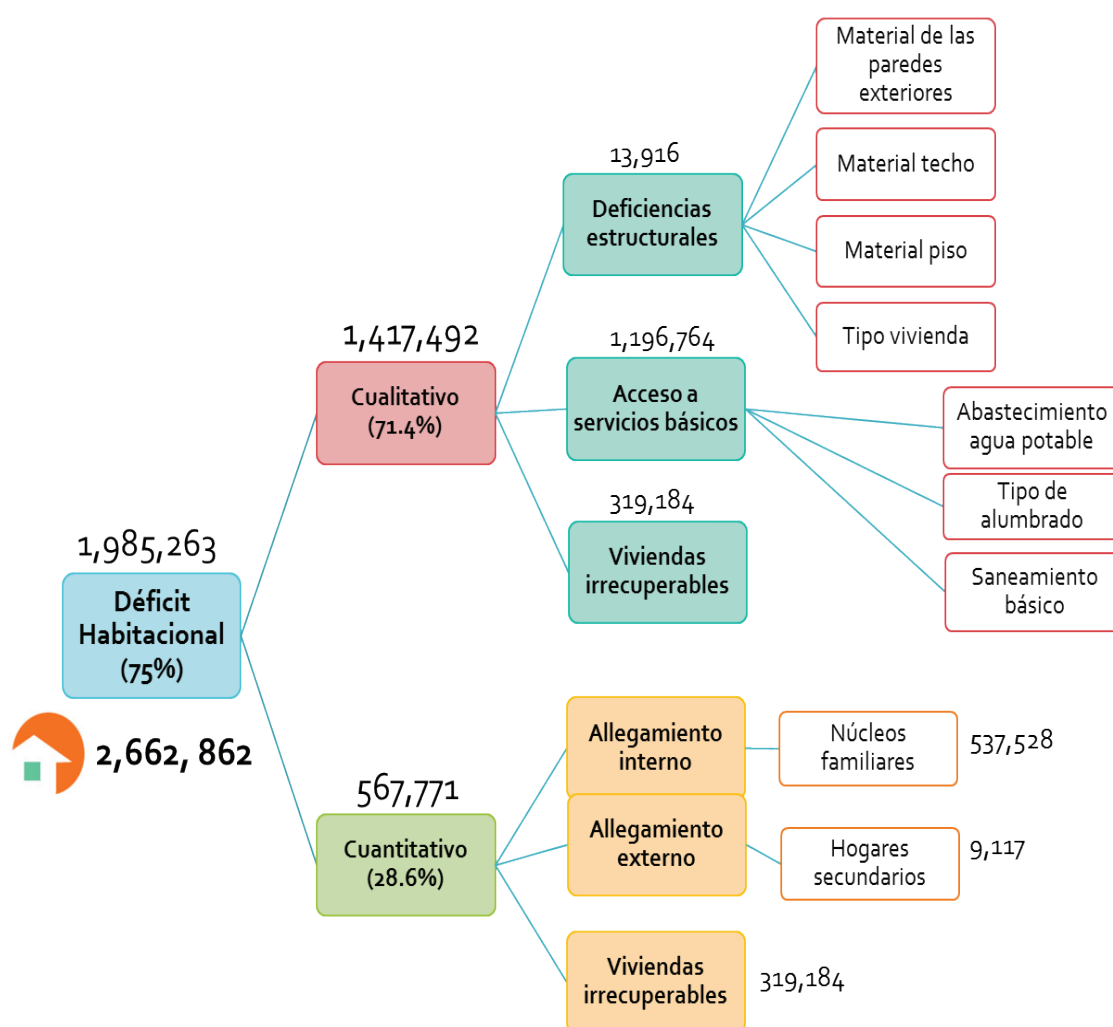 1,985,263
Déficit
Habitacional
(75%)
2,662, 862
1,417,492
Cualitativo
(71.4%)
13,916
Deficiencias
estructurales
Material de las
paredes
exteriores
Material techo
Material piso
Tipo vivienda
1,196,764
Acceso a
servicios básicos
Abastecimiento
agua potable
Tipo de
alumbrado
Saneamiento
básico
319,184
Viviendas
irrecuperables
567,771
Cuantitativo
(28.6%)
Allegamiento
interno
Núcleos
familiares
537,528
Allegamiento
externo
Hogares
secundarios
9,117
Viviendas
irrecuperables
319,184